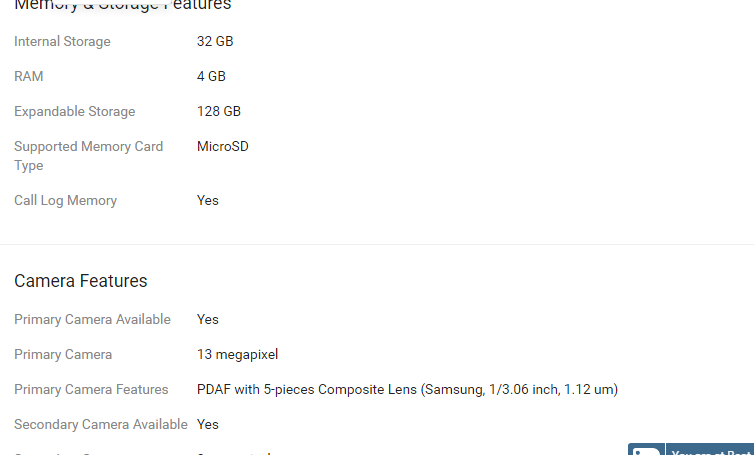 Memory & Storage Features
Internal Storage 32 GB
RAM 4 GB
Expandable Storage 128 GB
Supported Memory Card MicroSD
Type
Call Log Memory Yes
Camera Features
Primary Camera Available Yes
Primary Camera 13 megapixel
Primary Camera Features PDAF with 5-pieces Composite Lens (Samsung, 1/3.06 inch, 1.12 um)
Secondary Camera Available Yes
You are at